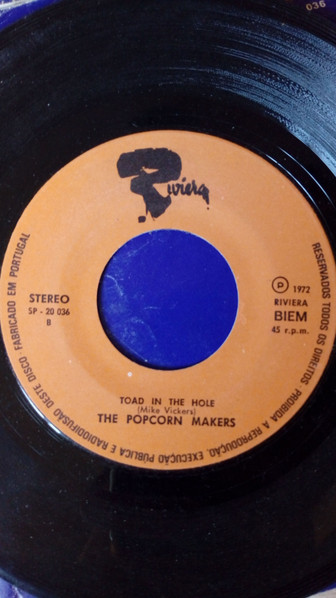 036
Riviera
STEREO
SP - 20 036
B
℗ 1972
RIVIERA
BIEM
45 r.p.m.
TOAD IN THE HOLE
(Mike Vickers)
THE POPCORN MAKERS
RESERVADOS TODOS OS DIREITOS · PROIBIDA A REPRODUÇÃO, EXECUÇÃO PÚBLICA E RADIODIFUSÃO DESTE DISCO · FABRICADO EM PORTUGAL